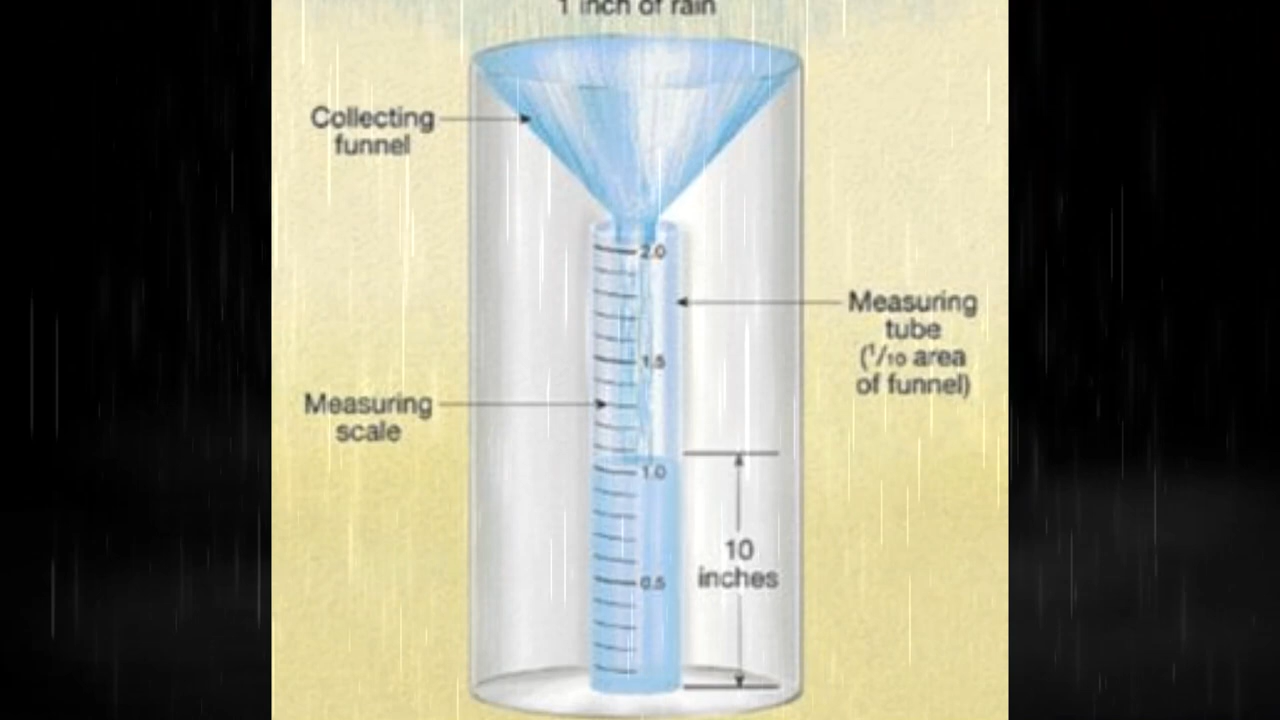 1 inch of rain
Collecting
funnel
2.0
Measuring
tube
(1/10 area
of funnel)
1.5
Measuring
scale
1.0
10
inches
0.5